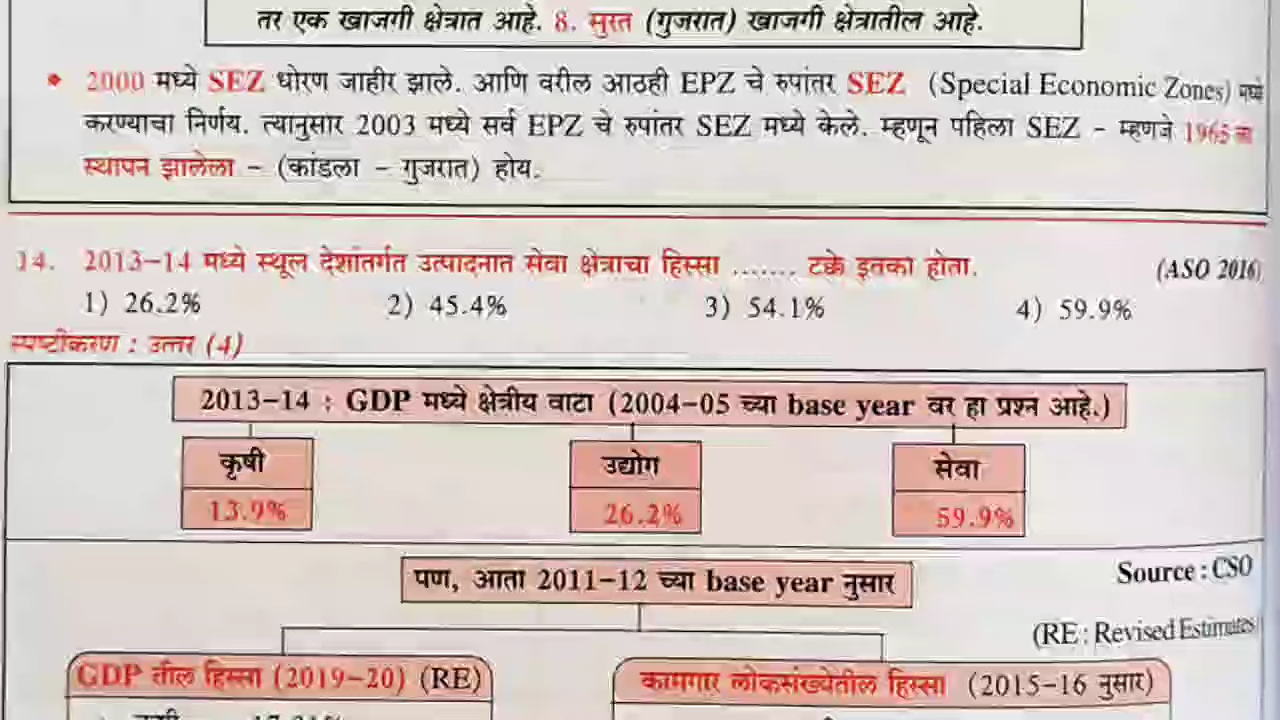 तर एक खाजगी क्षेत्रात आहे. 8. सुरत (गुजरात) खाजगी क्षेत्रातील आहे.
• 2000 मध्ये SEZ धोरण जाहीर झाले. आणि वरील आठही EPZ चे रुपांतर SEZ (Special Economic Zones) मध्ये
करण्याचा निर्णय. त्यानुसार 2003 मध्ये सर्व EPZ चे रुपांतर SEZ मध्ये केले. म्हणून पहिला SEZ – म्हणजे 1965 ला
स्थापन झालेला – (कांडला – गुजरात) होय.
14. 2013–14 मध्ये स्थूल देशांतर्गत उत्पादनात सेवा क्षेत्राचा हिस्सा ....... टक्के इतका होता. (ASO 2016)
1) 26.2% 2) 45.4% 3) 54.1% 4) 59.9%
स्पष्टीकरण : उत्तर (4)
2013–14 : GDP मध्ये क्षेत्रीय वाटा (2004–05 च्या base year वर हा प्रश्न आहे.)
कृषी उद्योग सेवा
13.9% 26.2% 59.9%
Source : CSO
पण, आता 2011–12 च्या base year नुसार
(RE : Revised Estimates)
GDP तील हिस्सा (2019–20) (RE) कामगार लोकसंख्येतील हिस्सा (2015–16 नुसार)